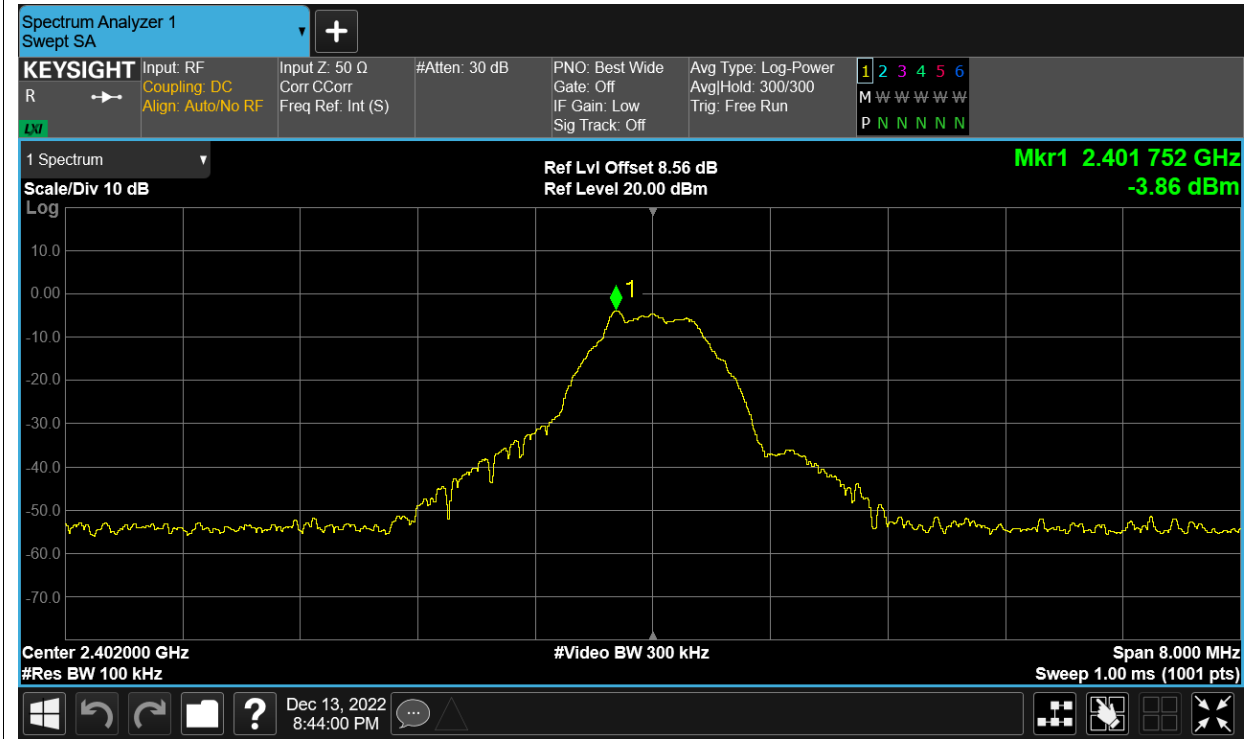 Spectrum Analyzer 1
Swept SA
+
KEYSIGHT
R
LXI
Input: RF
Coupling: DC
Align: Auto/No RF
Input Z: 50 Ω
Corr CCorr
Freq Ref: Int (S)
#Atten: 30 dB
PNO: Best Wide
Gate: Off
IF Gain: Low
Sig Track: Off
Avg Type: Log-Power
Avg|Hold: 300/300
Trig: Free Run
1 2 3 4 5 6
M W W W W W
P N N N N N
1 Spectrum
Scale/Div 10 dB
Log
Ref Lvl Offset 8.56 dB
Ref Level 20.00 dBm
Mkr1 2.401 752 GHz
-3.86 dBm
10.0
0.00
-10.0
-20.0
-30.0
-40.0
-50.0
-60.0
-70.0
1
Center 2.402000 GHz
#Res BW 100 kHz
#Video BW 300 kHz
Span 8.000 MHz
Sweep 1.00 ms (1001 pts)
?
Dec 13, 2022
8:44:00 PM